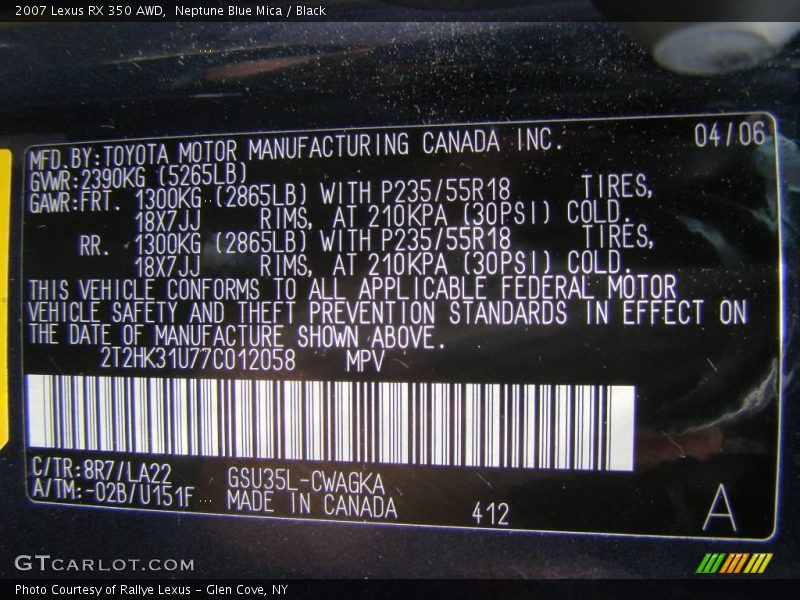 2007 Lexus RX 350 AWD, Neptune Blue Mica / Black
MFD.BY:TOYOTA MOTOR MANUFACTURING CANADA INC. 04/06
GVWR:2390KG (5265LB)
GAWR:FRT. 1300KG (2865LB) WITH P235/55R18 TIRES,
18X7JJ RIMS, AT 210KPA (30PSI) COLD.
RR. 1300KG (2865LB) WITH P235/55R18 TIRES,
18X7JJ RIMS, AT 210KPA (30PSI) COLD.
THIS VEHICLE CONFORMS TO ALL APPLICABLE FEDERAL MOTOR
VEHICLE SAFETY AND THEFT PREVENTION STANDARDS IN EFFECT ON
THE DATE OF MANUFACTURE SHOWN ABOVE.
2T2HK31U77C012058 MPV
C/TR:8R7/LA22 GSU35L-CWAGKA
A/TM:-02B/U151F MADE IN CANADA 412 A
GTCARLOT.COM
Photo Courtesy of Rallye Lexus - Glen Cove, NY